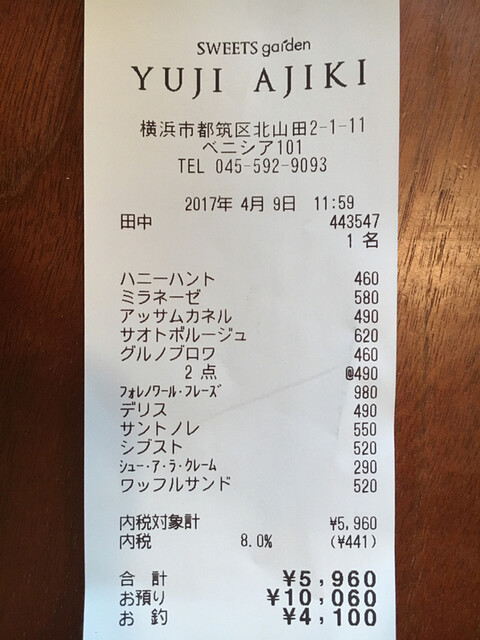 SWEETS garden
YUJI AJIKI
横浜市都筑区北山田2-1-11
ベニシア101
TEL 045-592-9093
2017年 4月 9日 11:59
田中 443547
1 名
ハニーハント 460
ミラネーゼ 580
アッサムカネル 490
サオトボルージュ 620
グルノブロワ 460
2 点 @490
フォレノワール・フレーズ 980
デリス 490
サントノレ 550
シブスト 520
シュー・ア・ラ・クレーム 290
ワッフルサンド 520
内税対象計 ¥5,960
内税 8.0% (¥441)
合 計 ¥5,960
お預り ¥10,060
お 釣 ¥4,100